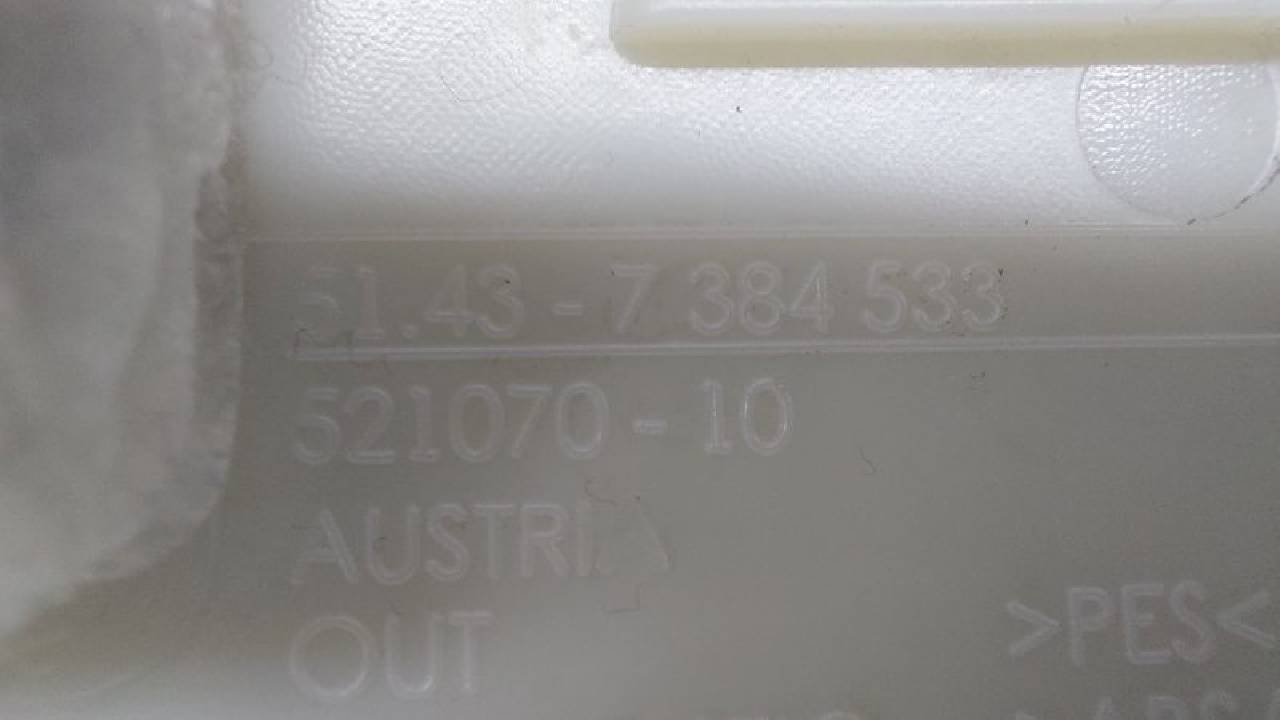 51.43 - 7 384 533
521070 - 10
AUSTRIA
OUT
>PES<